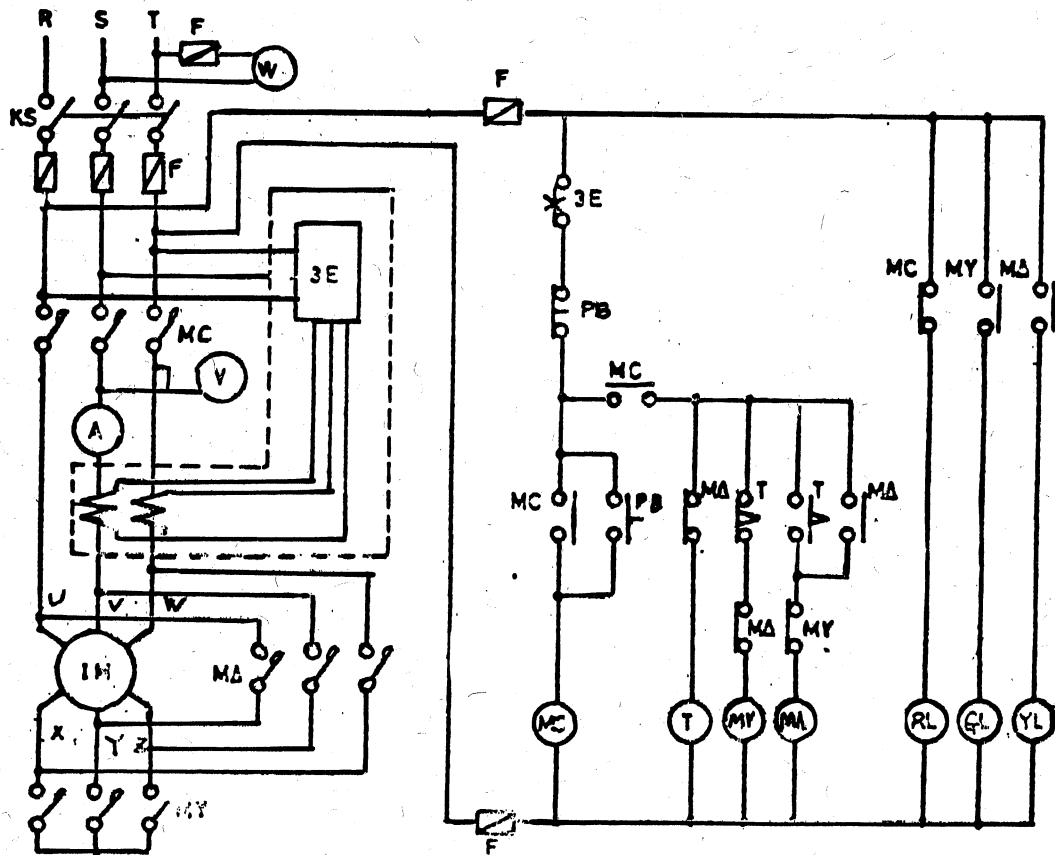 R S T
F
W
F
KS
F
3E
3E
MC MY MΔ
PB
MC
V
MC
A
MC PB MΔ T T MΔ
U V W
MΔ MY
IM
MΔ
X Y Z
MC T MY MΔ RL GL YL
MY
F